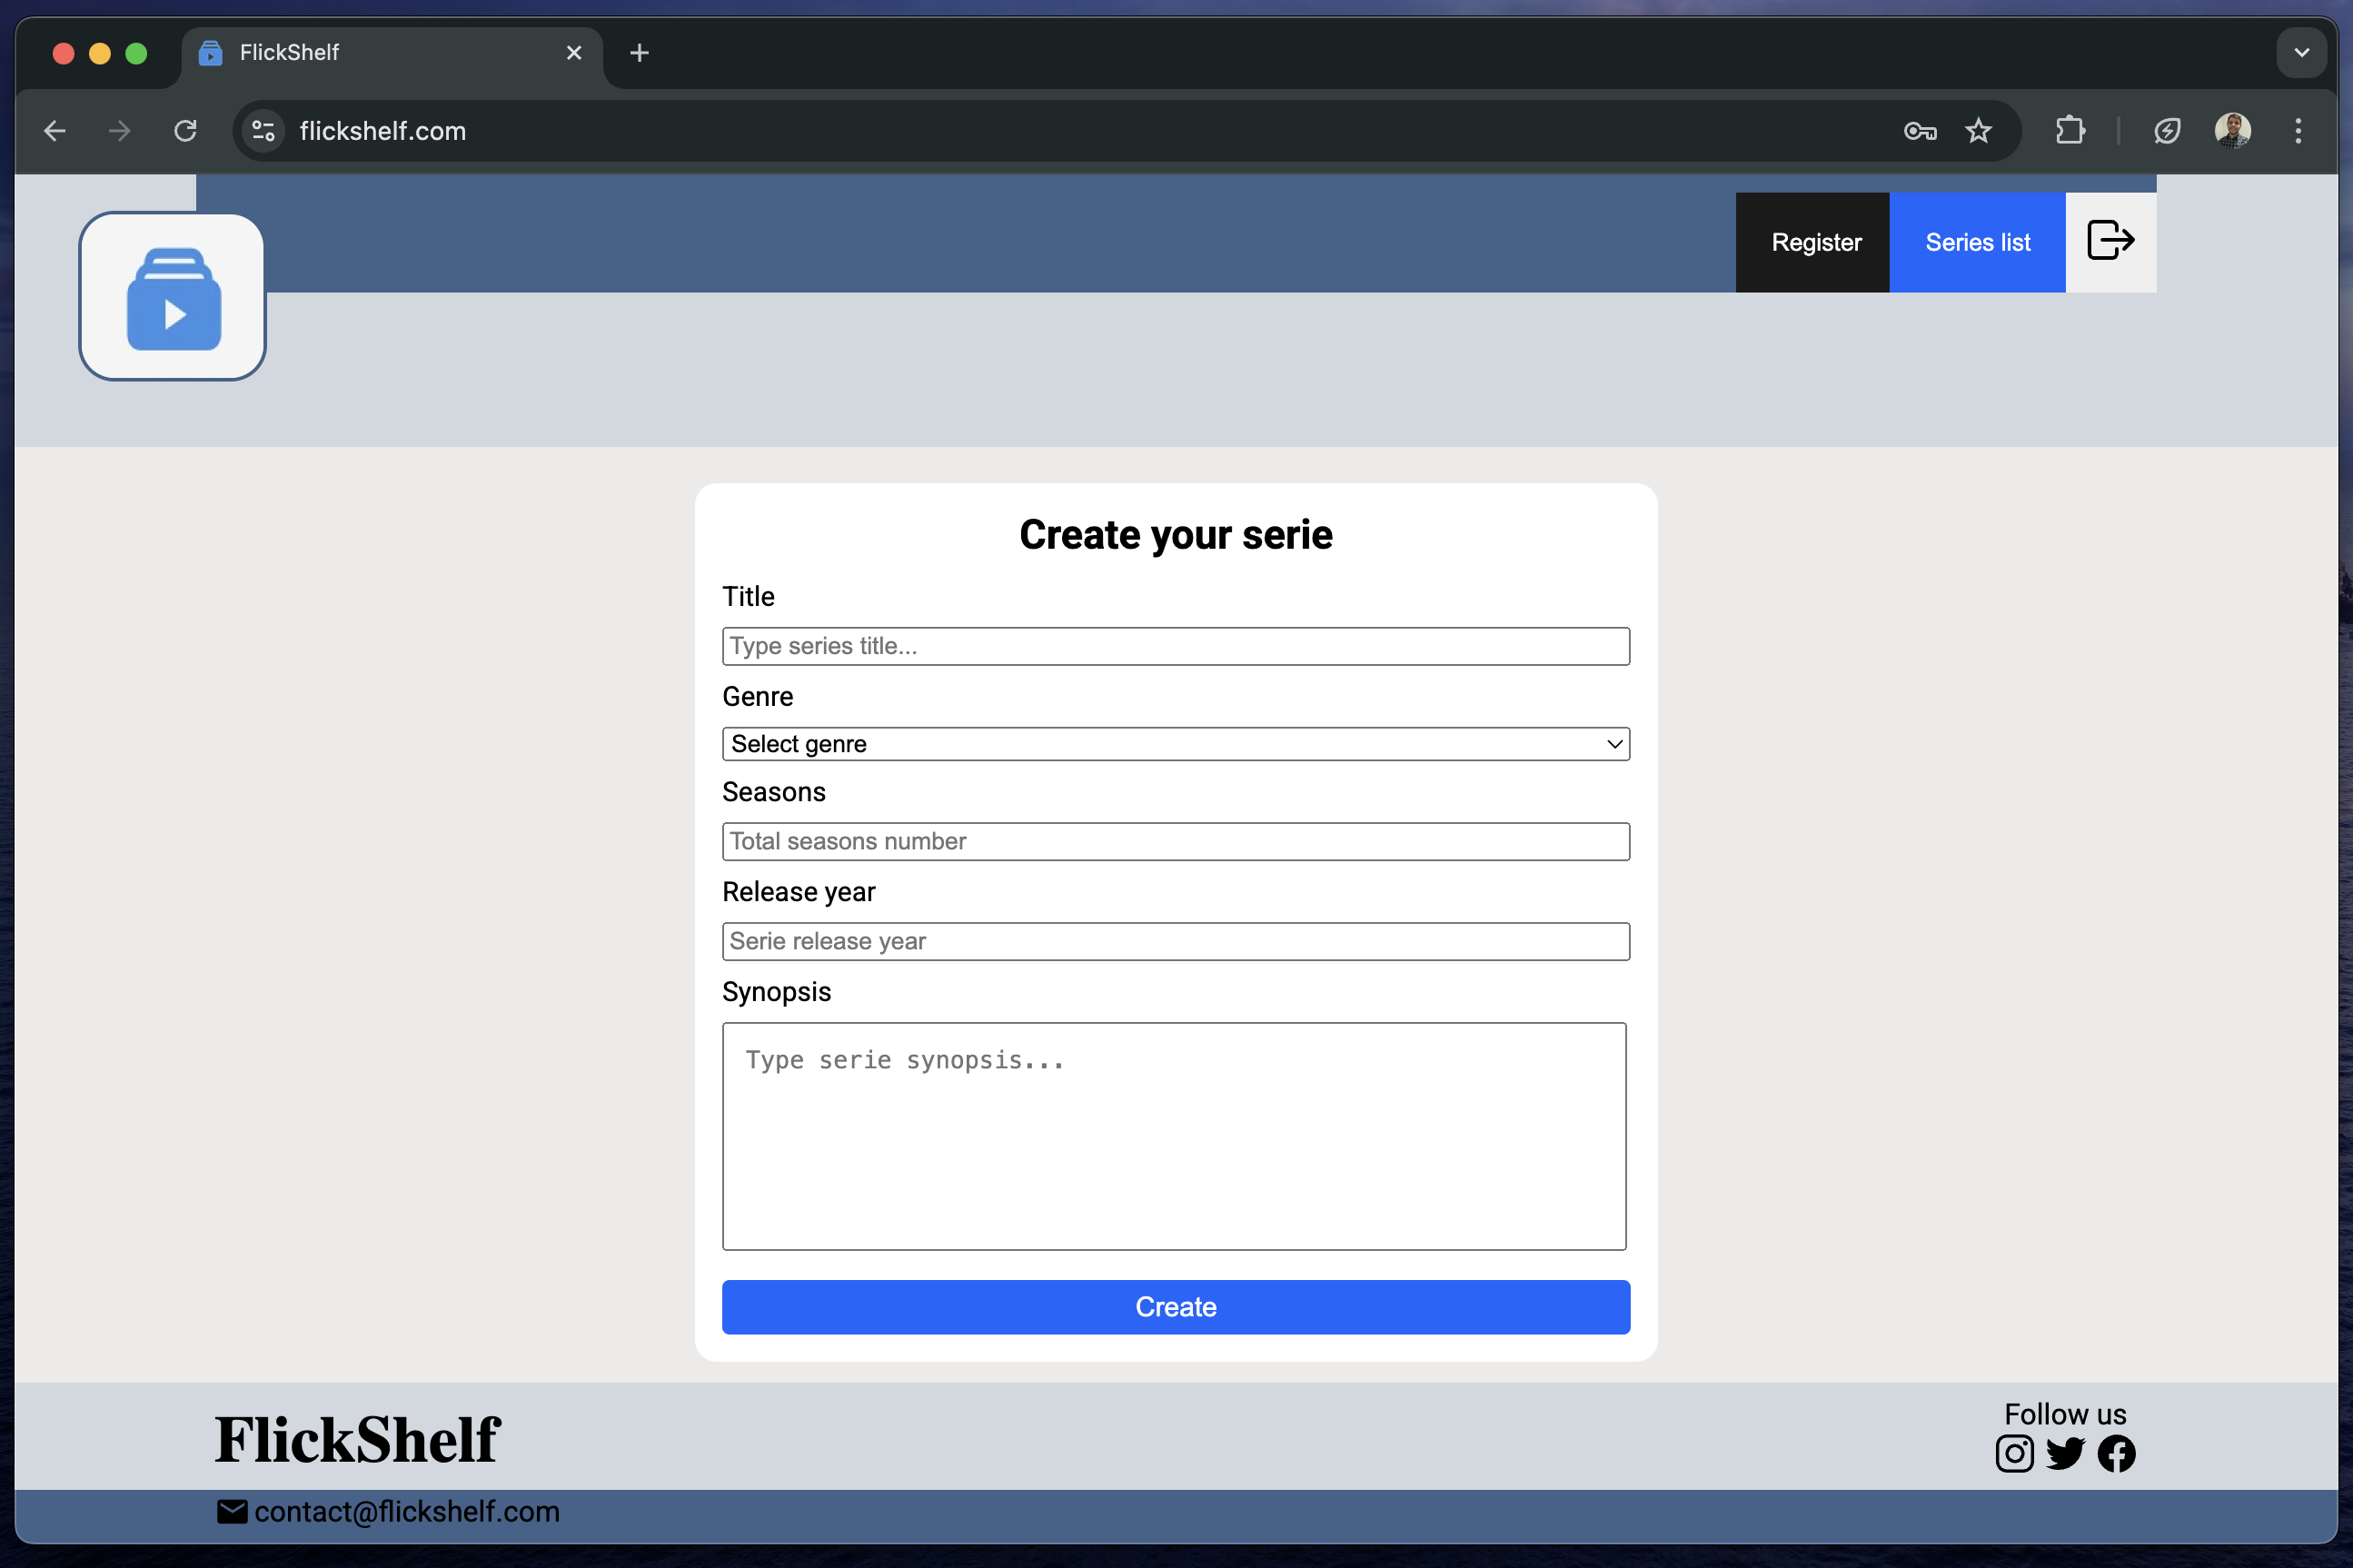 FlickShelf
flickshelf.com
Register
Series list
Create your serie
Title
Type series title...
Genre
Select genre
Seasons
Total seasons number
Release year
Serie release year
Synopsis
Type serie synopsis...
Create
FlickShelf
Follow us
contact@flickshelf.com